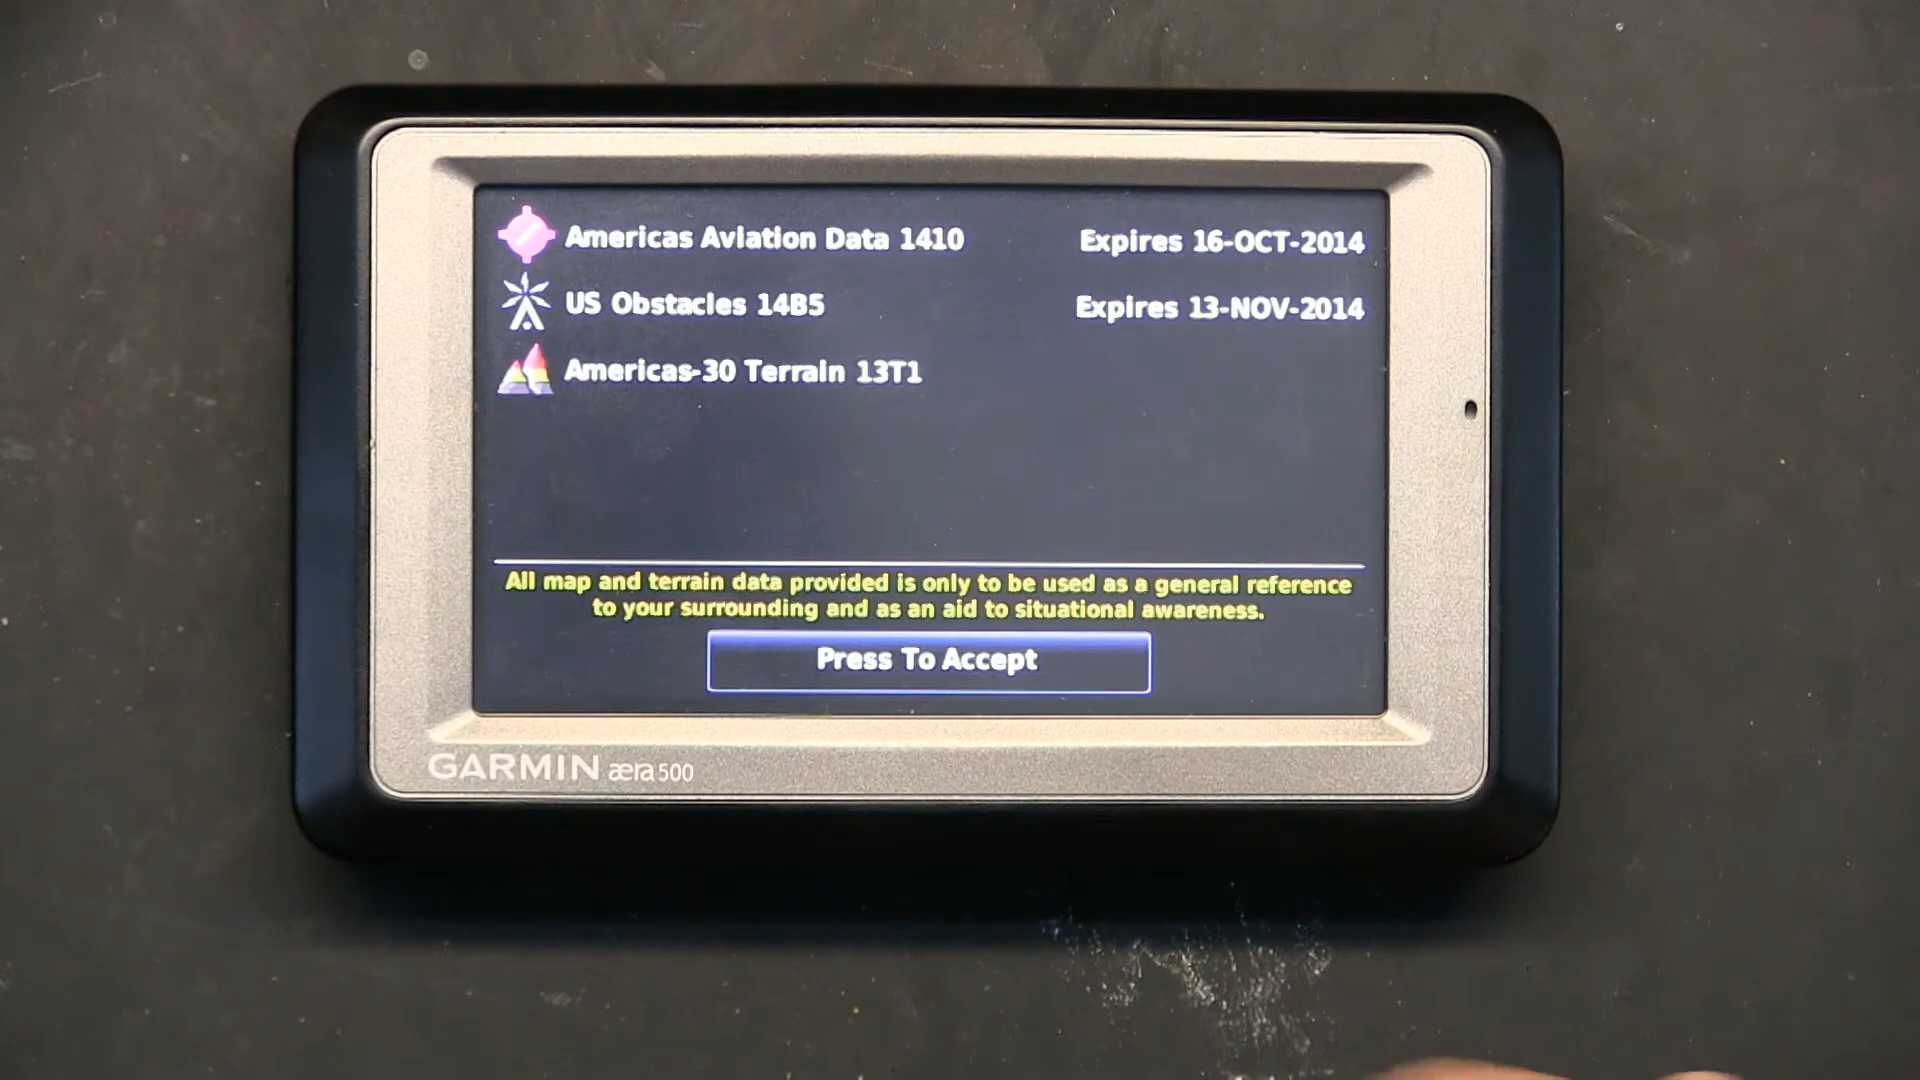 Americas Aviation Data 1410 Expires 16-OCT-2014
US Obstacles 14B5 Expires 13-NOV-2014
Americas-30 Terrain 13T1
All map and terrain data provided is only to be used as a general reference
to your surrounding and as an aid to situational awareness.
Press To Accept
GARMIN æra500